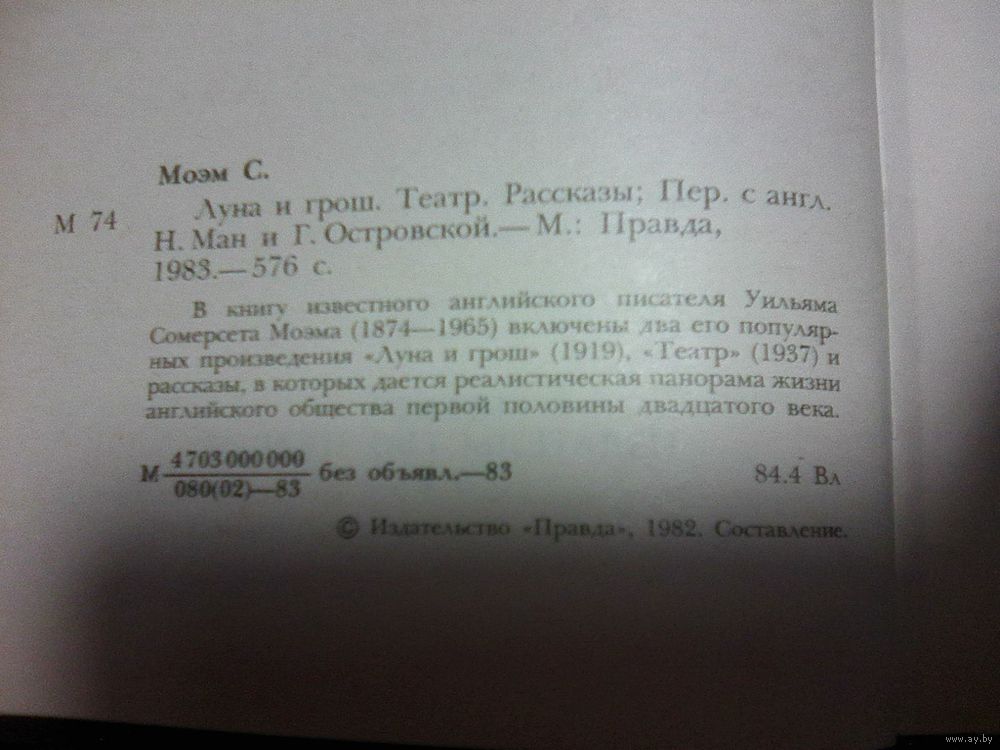 Моэм С.
М 74
Луна и грош. Театр. Рассказы; Пер. с англ.
Н. Ман и Г. Островской.— М.: Правда,
1983.— 576 с.
В книгу известного английского писателя Уильяма
Сомерсета Моэма (1874—1965) включены два его популяр-
ных произведения «Луна и грош» (1919), «Театр» (1937) и
рассказы, в которых дается реалистическая панорама жизни
английского общества первой половины двадцатого века.
М 4703000000
080(02)—83 без объявл.—83
84.4 Вл
© Издательство «Правда», 1982. Составление.
www.ay.by